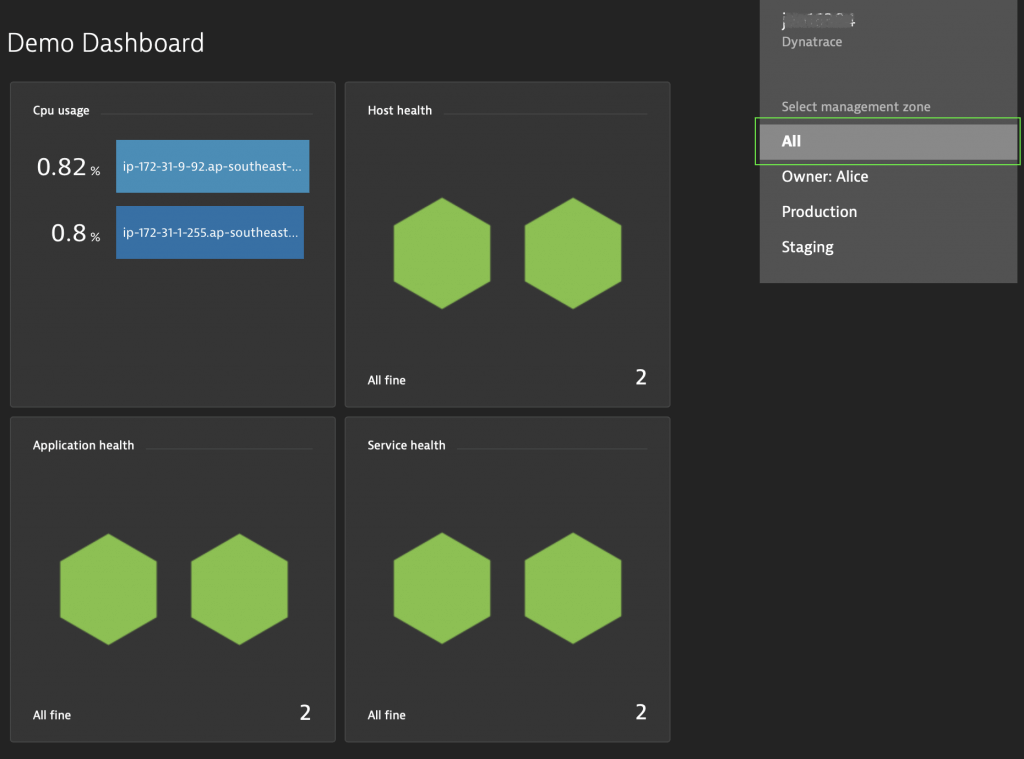 Dynatrace
Demo Dashboard
Select management zone
All
Owner: Alice
Production
Staging
Cpu usage
0.82 %
ip-172-31-9-92.ap-southeast-...
0.8 %
ip-172-31-1-255.ap-southeast...
Host health
All fine
2
Application health
All fine
2
Service health
All fine
2